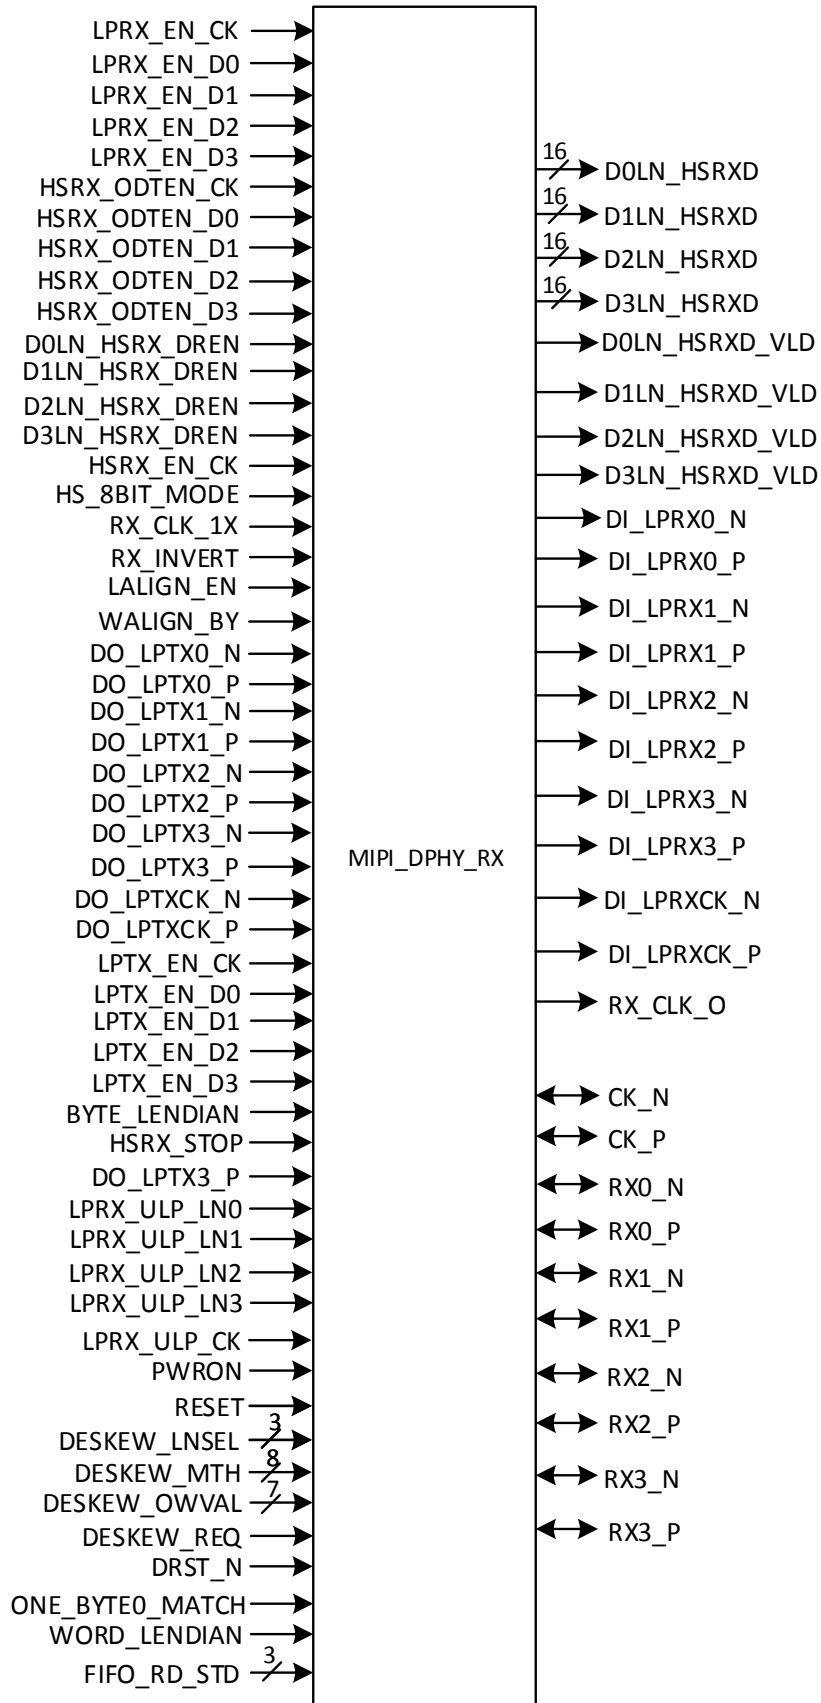 LPRX_EN_CK
LPRX_EN_D0
LPRX_EN_D1
LPRX_EN_D2
LPRX_EN_D3
HSRX_ODTEN_CK
HSRX_ODTEN_D0
HSRX_ODTEN_D1
HSRX_ODTEN_D2
HSRX_ODTEN_D3
D0LN_HSRX_DREN
D1LN_HSRX_DREN
D2LN_HSRX_DREN
D3LN_HSRX_DREN
HSRX_EN_CK
HS_8BIT_MODE
RX_CLK_1X
RX_INVERT
LALIGN_EN
WALIGN_BY
DO_LPTX0_N
DO_LPTX0_P
DO_LPTX1_N
DO_LPTX1_P
DO_LPTX2_N
DO_LPTX2_P
DO_LPTX3_N
DO_LPTX3_P
DO_LPTXCK_N
DO_LPTXCK_P
LPTX_EN_CK
LPTX_EN_D0
LPTX_EN_D1
LPTX_EN_D2
LPTX_EN_D3
BYTE_LENDIAN
HSRX_STOP
DO_LPTX3_P
LPRX_ULP_LN0
LPRX_ULP_LN1
LPRX_ULP_LN2
LPRX_ULP_LN3
LPRX_ULP_CK
PWRON
RESET
DESKEW_LNSEL 3
DESKEW_MTH 8
DESKEW_OWVAL 7
DESKEW_REQ
DRST_N
ONE_BYTE0_MATCH
WORD_LENDIAN
FIFO_RD_STD 3
MIPI_DPHY_RX
16 D0LN_HSRXD
16 D1LN_HSRXD
16 D2LN_HSRXD
16 D3LN_HSRXD
D0LN_HSRXD_VLD
D1LN_HSRXD_VLD
D2LN_HSRXD_VLD
D3LN_HSRXD_VLD
DI_LPRX0_N
DI_LPRX0_P
DI_LPRX1_N
DI_LPRX1_P
DI_LPRX2_N
DI_LPRX2_P
DI_LPRX3_N
DI_LPRX3_P
DI_LPRXCK_N
DI_LPRXCK_P
RX_CLK_O
CK_N
CK_P
RX0_N
RX0_P
RX1_N
RX1_P
RX2_N
RX2_P
RX3_N
RX3_P